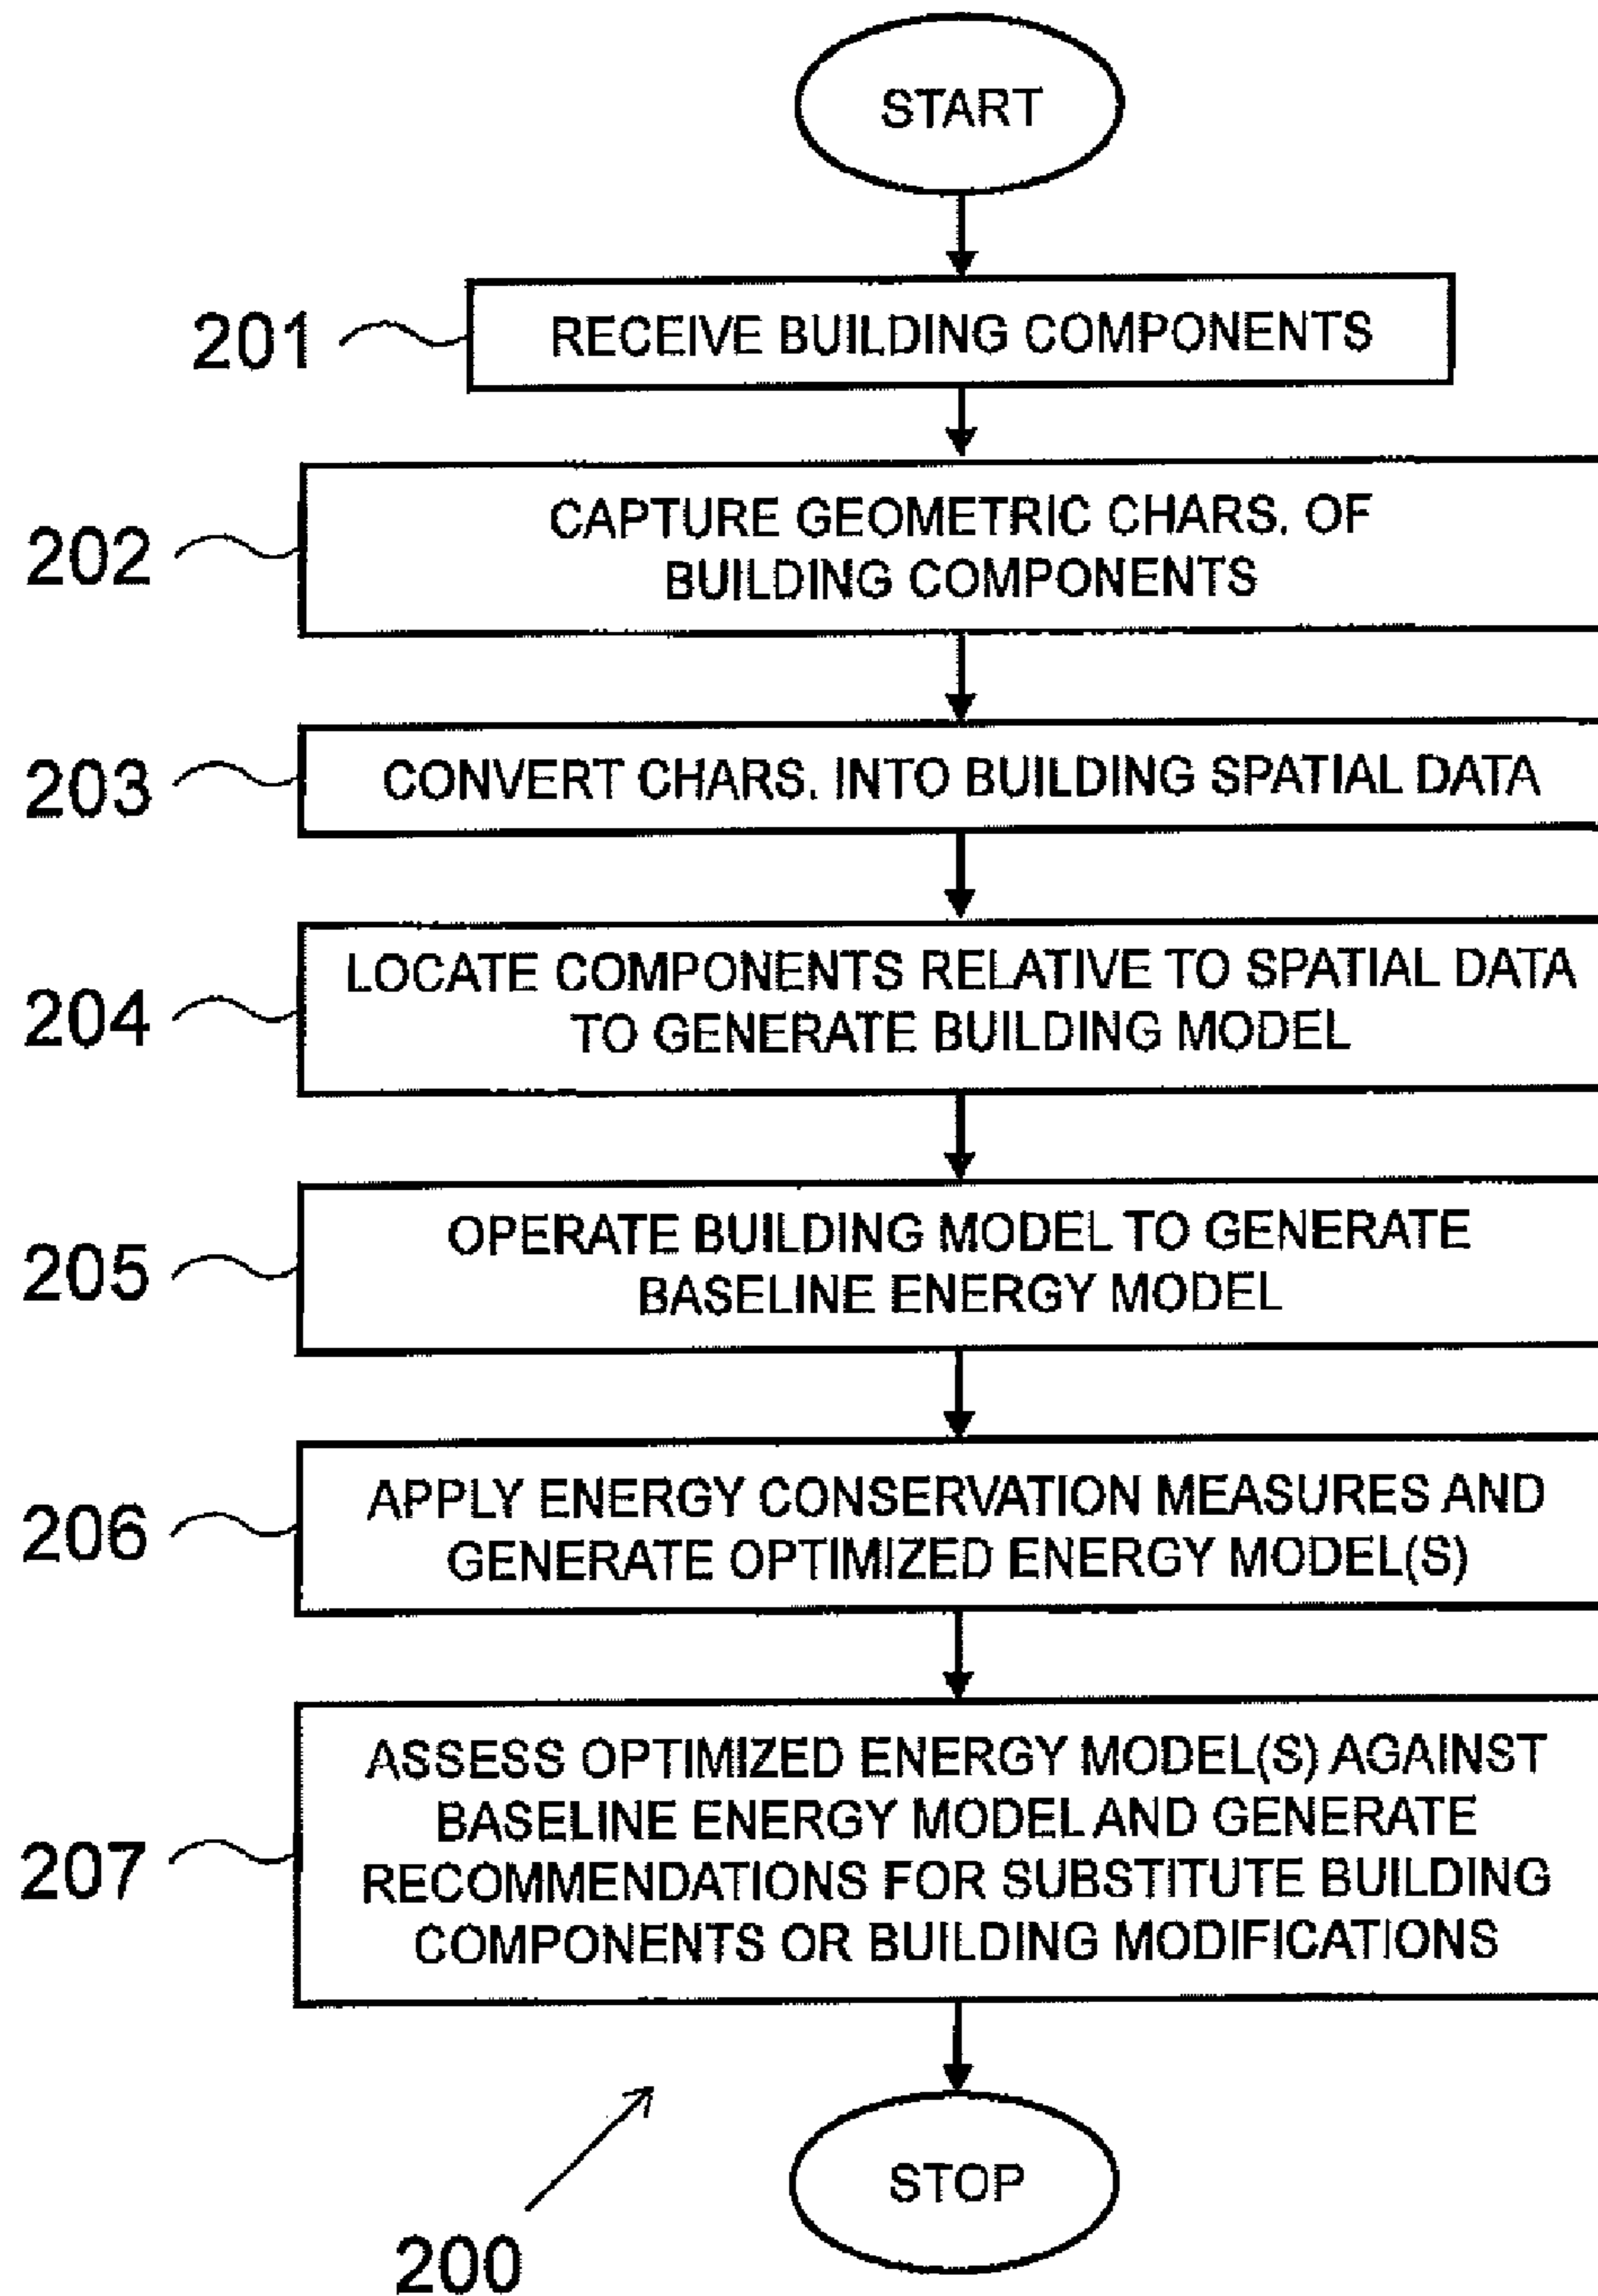 START
201
RECEIVE BUILDING COMPONENTS
202
CAPTURE GEOMETRIC CHARS. OF
BUILDING COMPONENTS
203
CONVERT CHARS. INTO BUILDING SPATIAL DATA
204
LOCATE COMPONENTS RELATIVE TO SPATIAL DATA
TO GENERATE BUILDING MODEL
205
OPERATE BUILDING MODEL TO GENERATE
BASELINE ENERGY MODEL
206
APPLY ENERGY CONSERVATION MEASURES AND
GENERATE OPTIMIZED ENERGY MODEL(S)
207
ASSESS OPTIMIZED ENERGY MODEL(S) AGAINST
BASELINE ENERGY MODEL AND GENERATE
RECOMMENDATIONS FOR SUBSTITUTE BUILDING
COMPONENTS OR BUILDING MODIFICATIONS
STOP
200